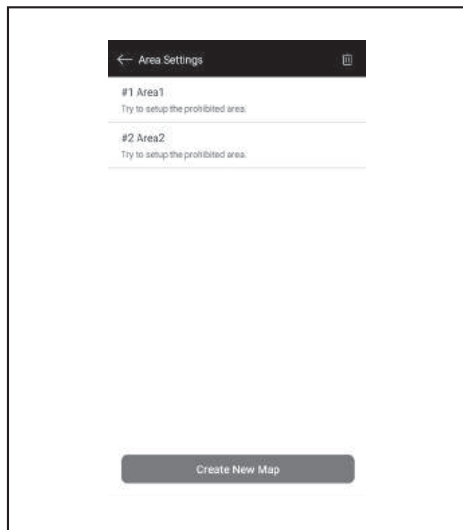 Area Settings
#1 Area1
Try to setup the prohibited area.
#2 Area2
Try to setup the prohibited area.
Create New Map